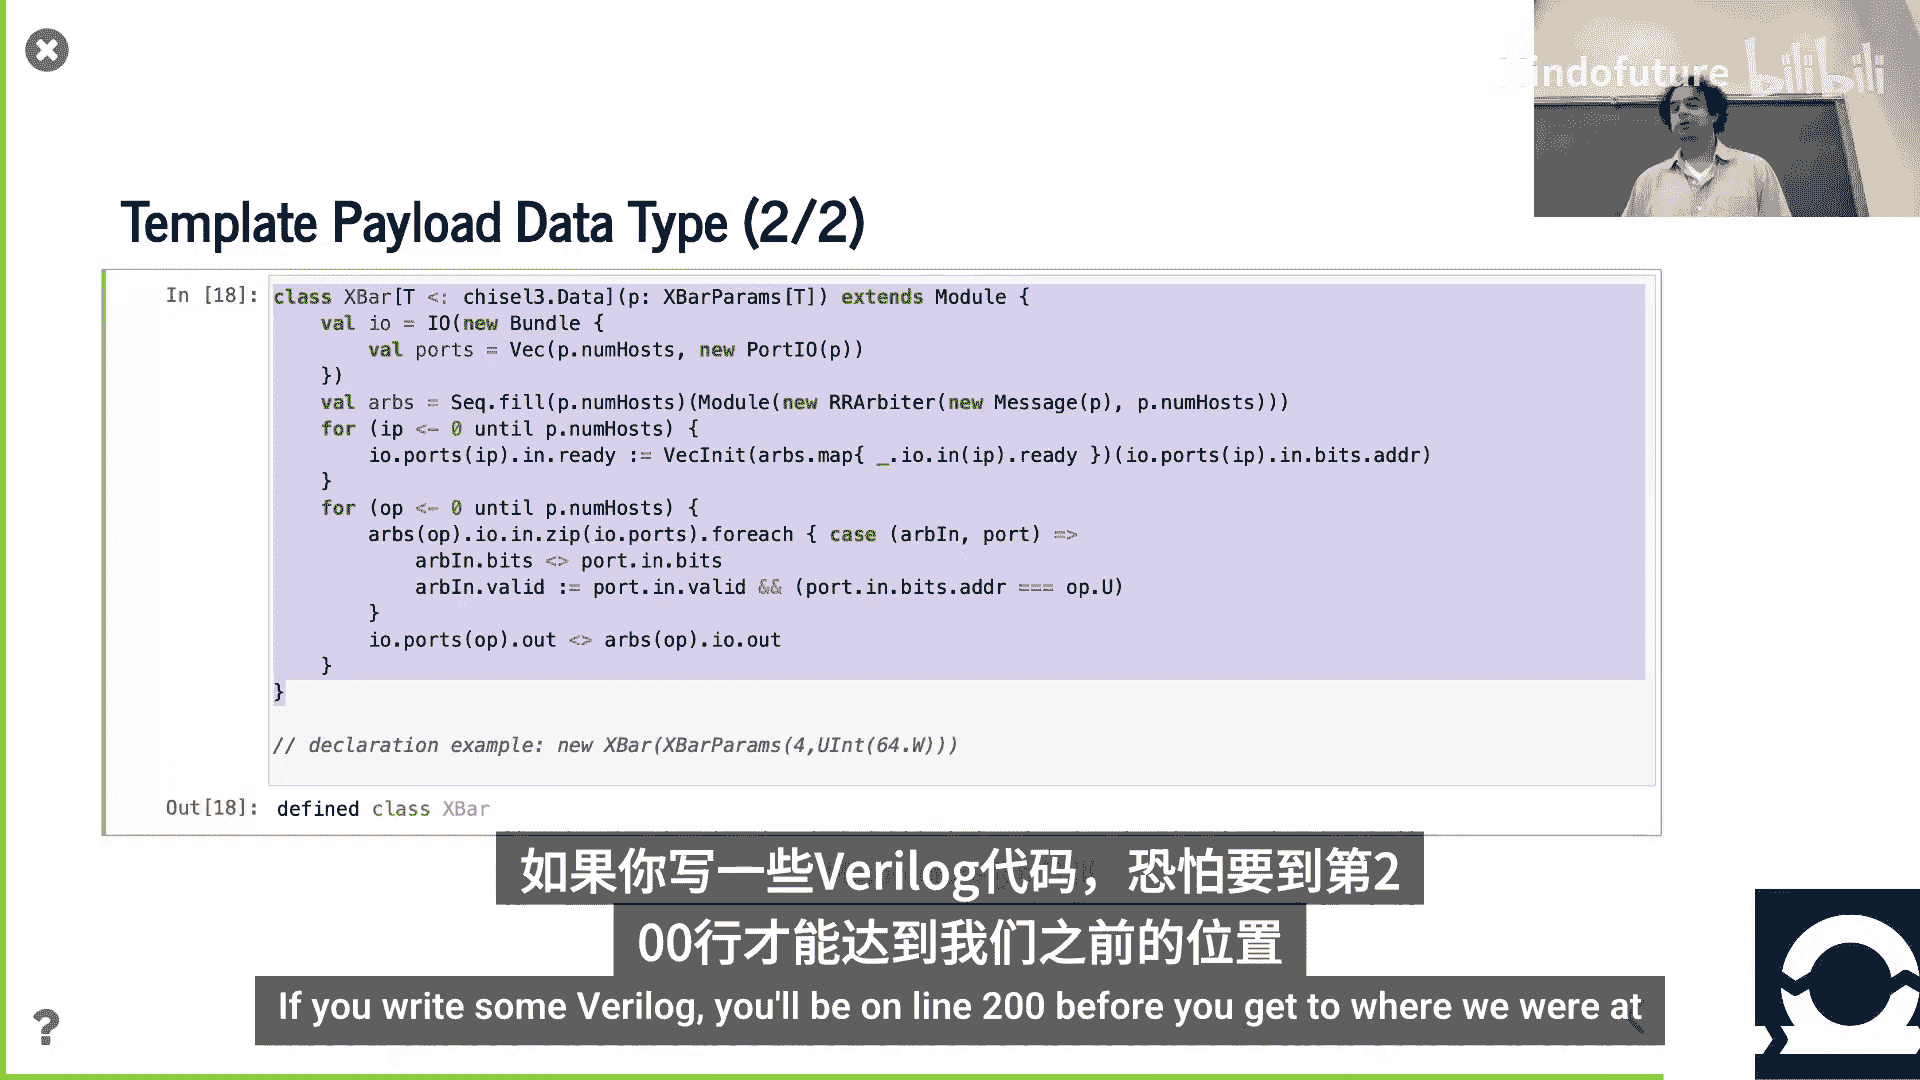 indofuture bilibili
Template Payload Data Type (2/2)
In [18]: class XBar[T <: chisel3.Data](p: XBarParams[T]) extends Module {
val io = IO(new Bundle {
val ports = Vec(p.numHosts, new PortIO(p))
})
val arbs = Seq.fill(p.numHosts)(Module(new RRArbiter(new Message(p), p.numHosts)))
for (ip <- 0 until p.numHosts) {
io.ports(ip).in.ready := VecInit(arbs.map{ _.io.in(ip).ready })(io.ports(ip).in.bits.addr)
}
for (op <- 0 until p.numHosts) {
arbs(op).io.in.zip(io.ports).foreach { case (arbIn, port) =>
arbIn.bits <> port.in.bits
arbIn.valid := port.in.valid && (port.in.bits.addr === op.U)
}
io.ports(op).out <> arbs(op).io.out
}
}
// declaration example: new XBar(XBarParams(4,UInt(64.W)))
Out[18]: defined class XBar
如果你写一些Verilog代码，恐怕要到第2
00行才能达到我们之前的位置
If you write some Verilog, you'll be on line 200 before you get to where we were at
?